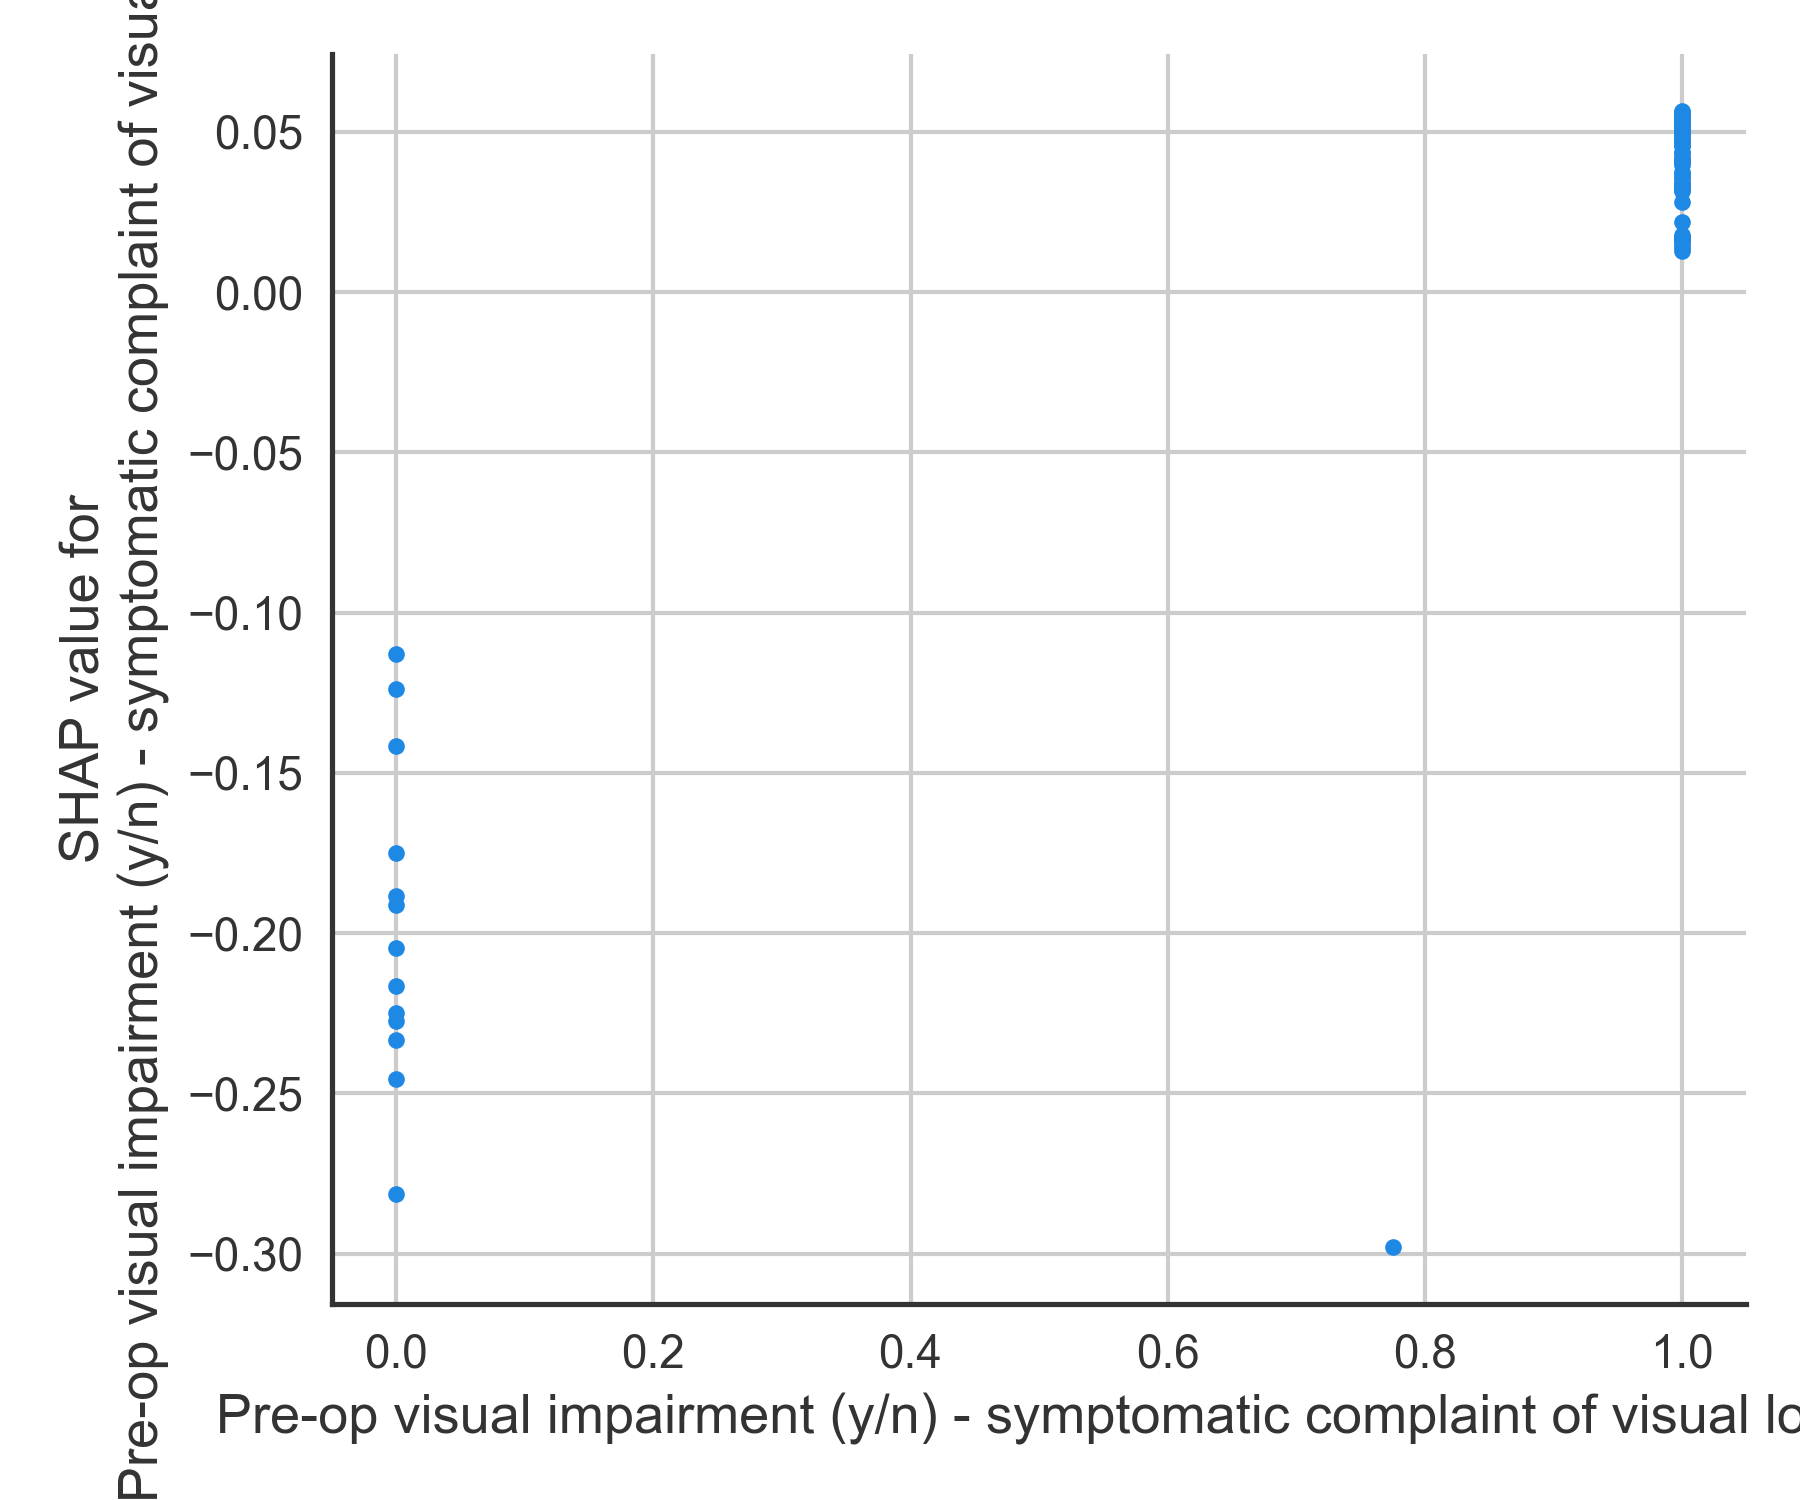 SHAP value for
Pre-op visual impairment (y/n) - symptomatic complaint of
0.05
0.00
−0.05
−0.10
−0.15
−0.20
−0.25
−0.30
0.0 0.2 0.4 0.6 0.8 1.0
Pre-op visual impairment (y/n) - symptomatic complaint of visual